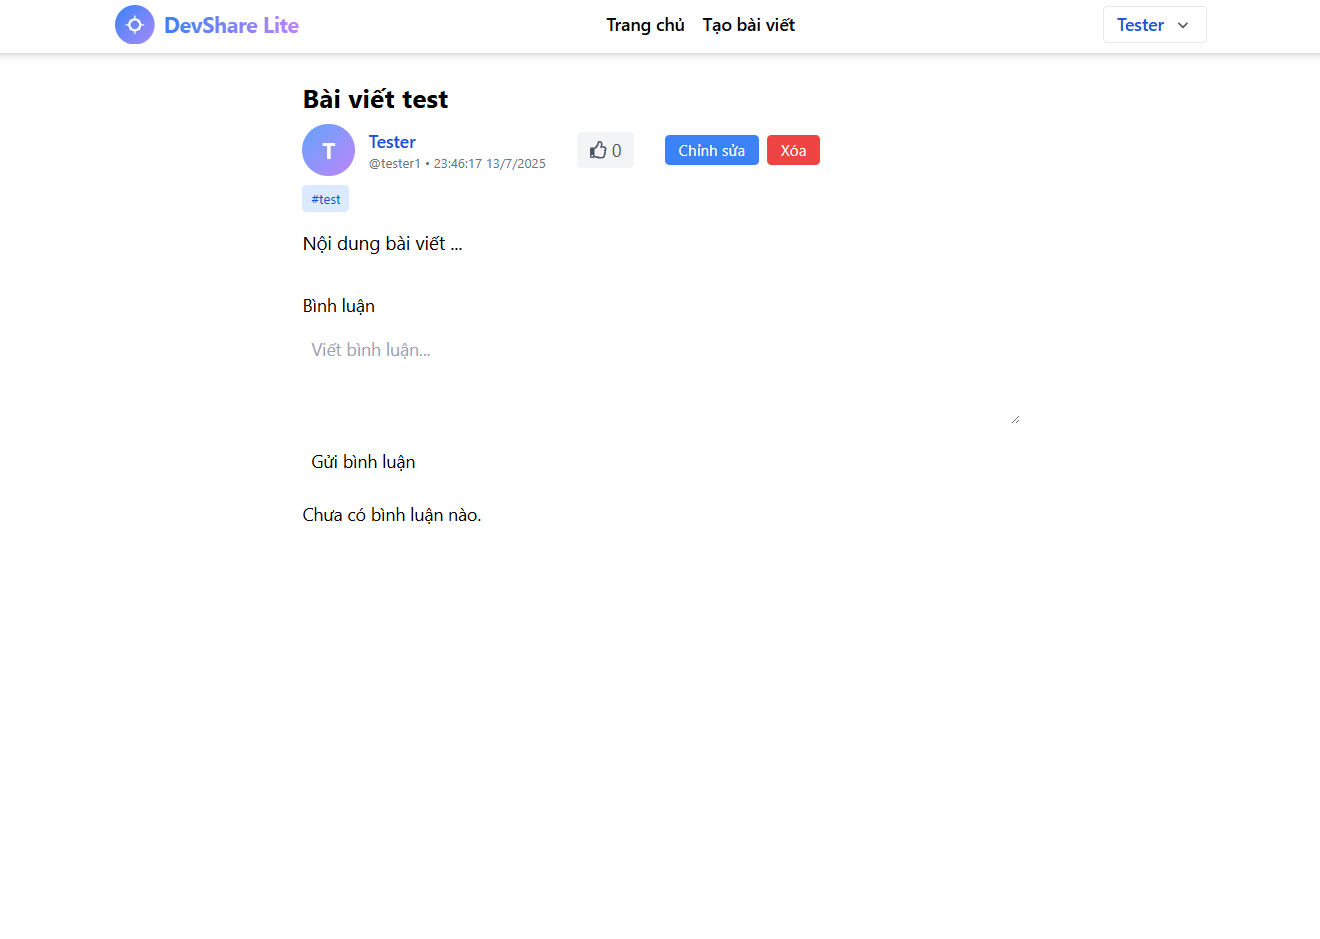 DevShare Lite
Trang chủ Tạo bài viết
Tester
Bài viết test
T
Tester
@tester1 • 23:46:17 13/7/2025
0
Chỉnh sửa Xóa
#test
Nội dung bài viết ...
Bình luận
Viết bình luận...
Gửi bình luận
Chưa có bình luận nào.